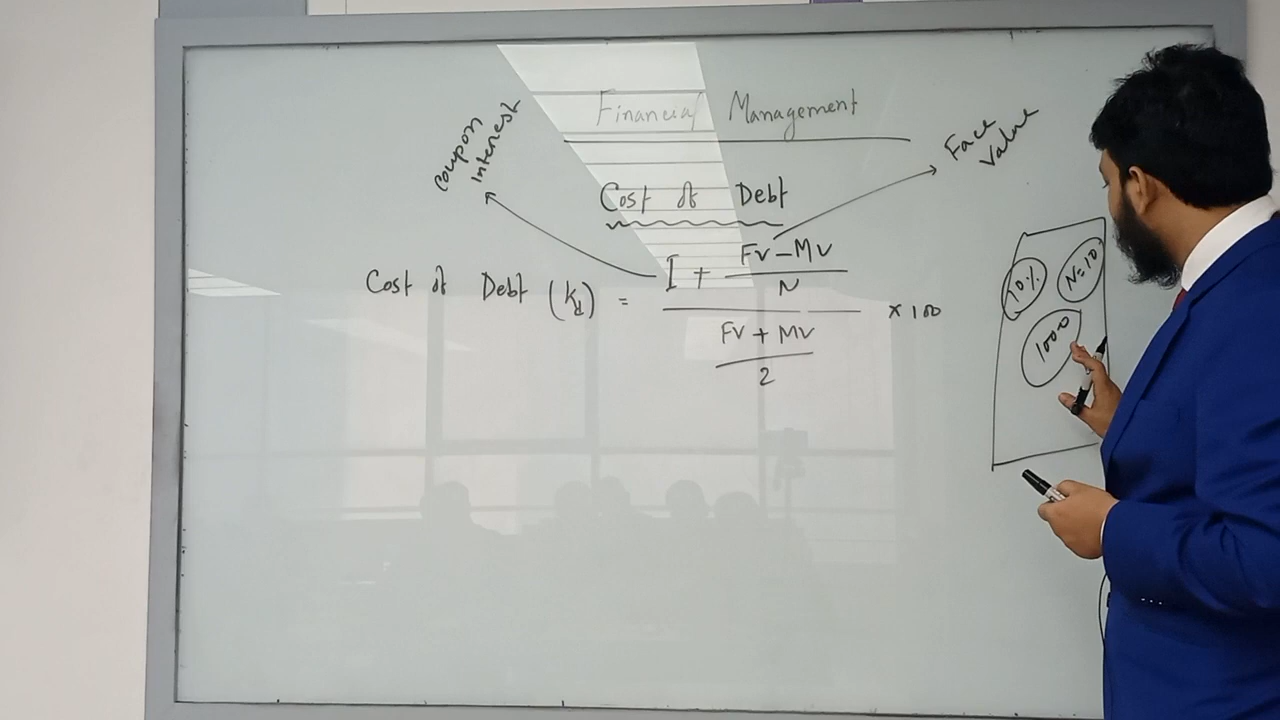 Financial Management
Coupon
interest
Face
Value
Cost of Debt
Cost of Debt (Kd) = I + FV - MV
N
FV + MV
2
× 100
10%
N=10
1000